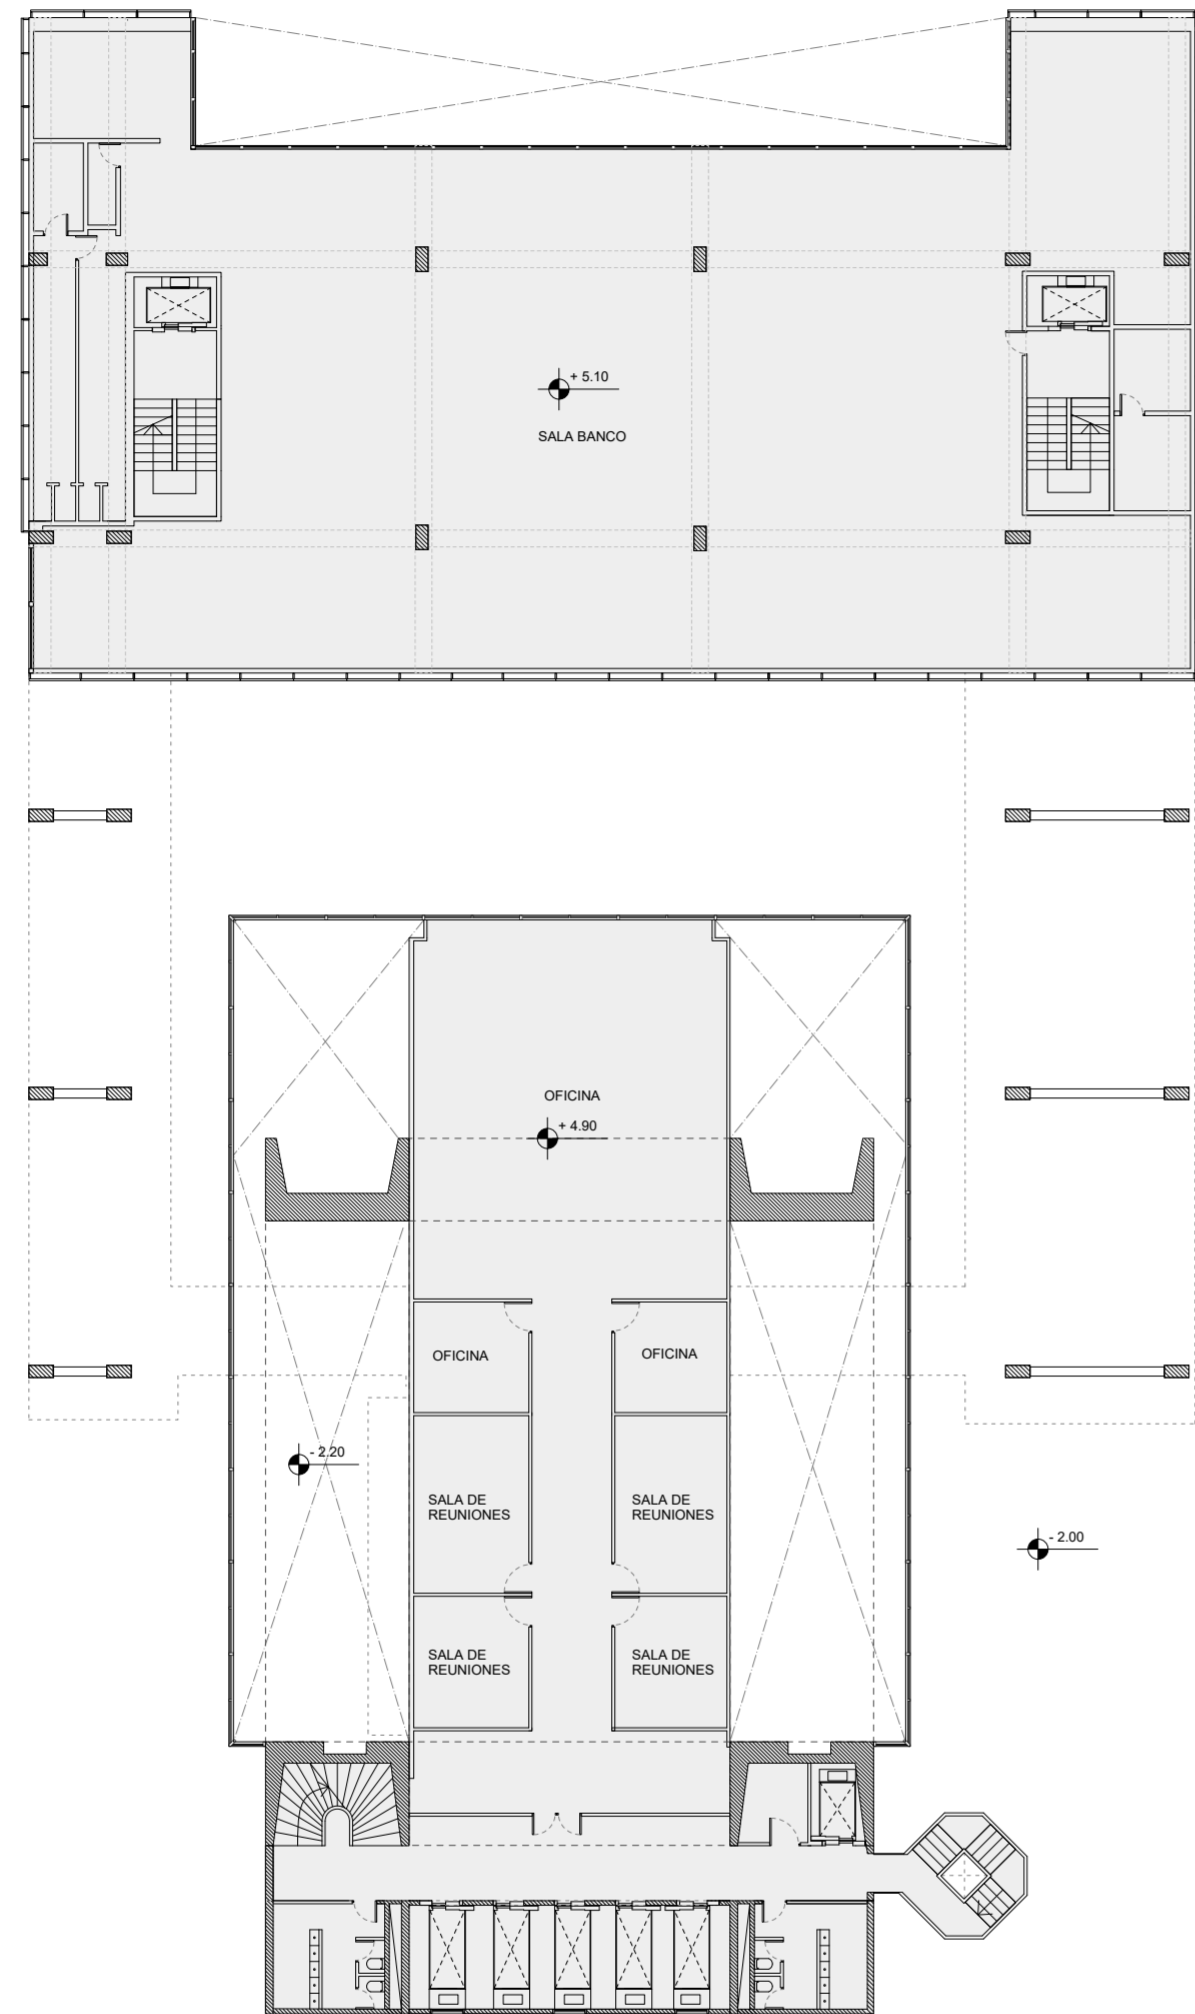 + 5.10
SALA BANCO
OFICINA
+ 4.90
OFICINA
OFICINA
- 2.20
SALA DE
REUNIONES
SALA DE
REUNIONES
- 2.00
SALA DE
REUNIONES
SALA DE
REUNIONES